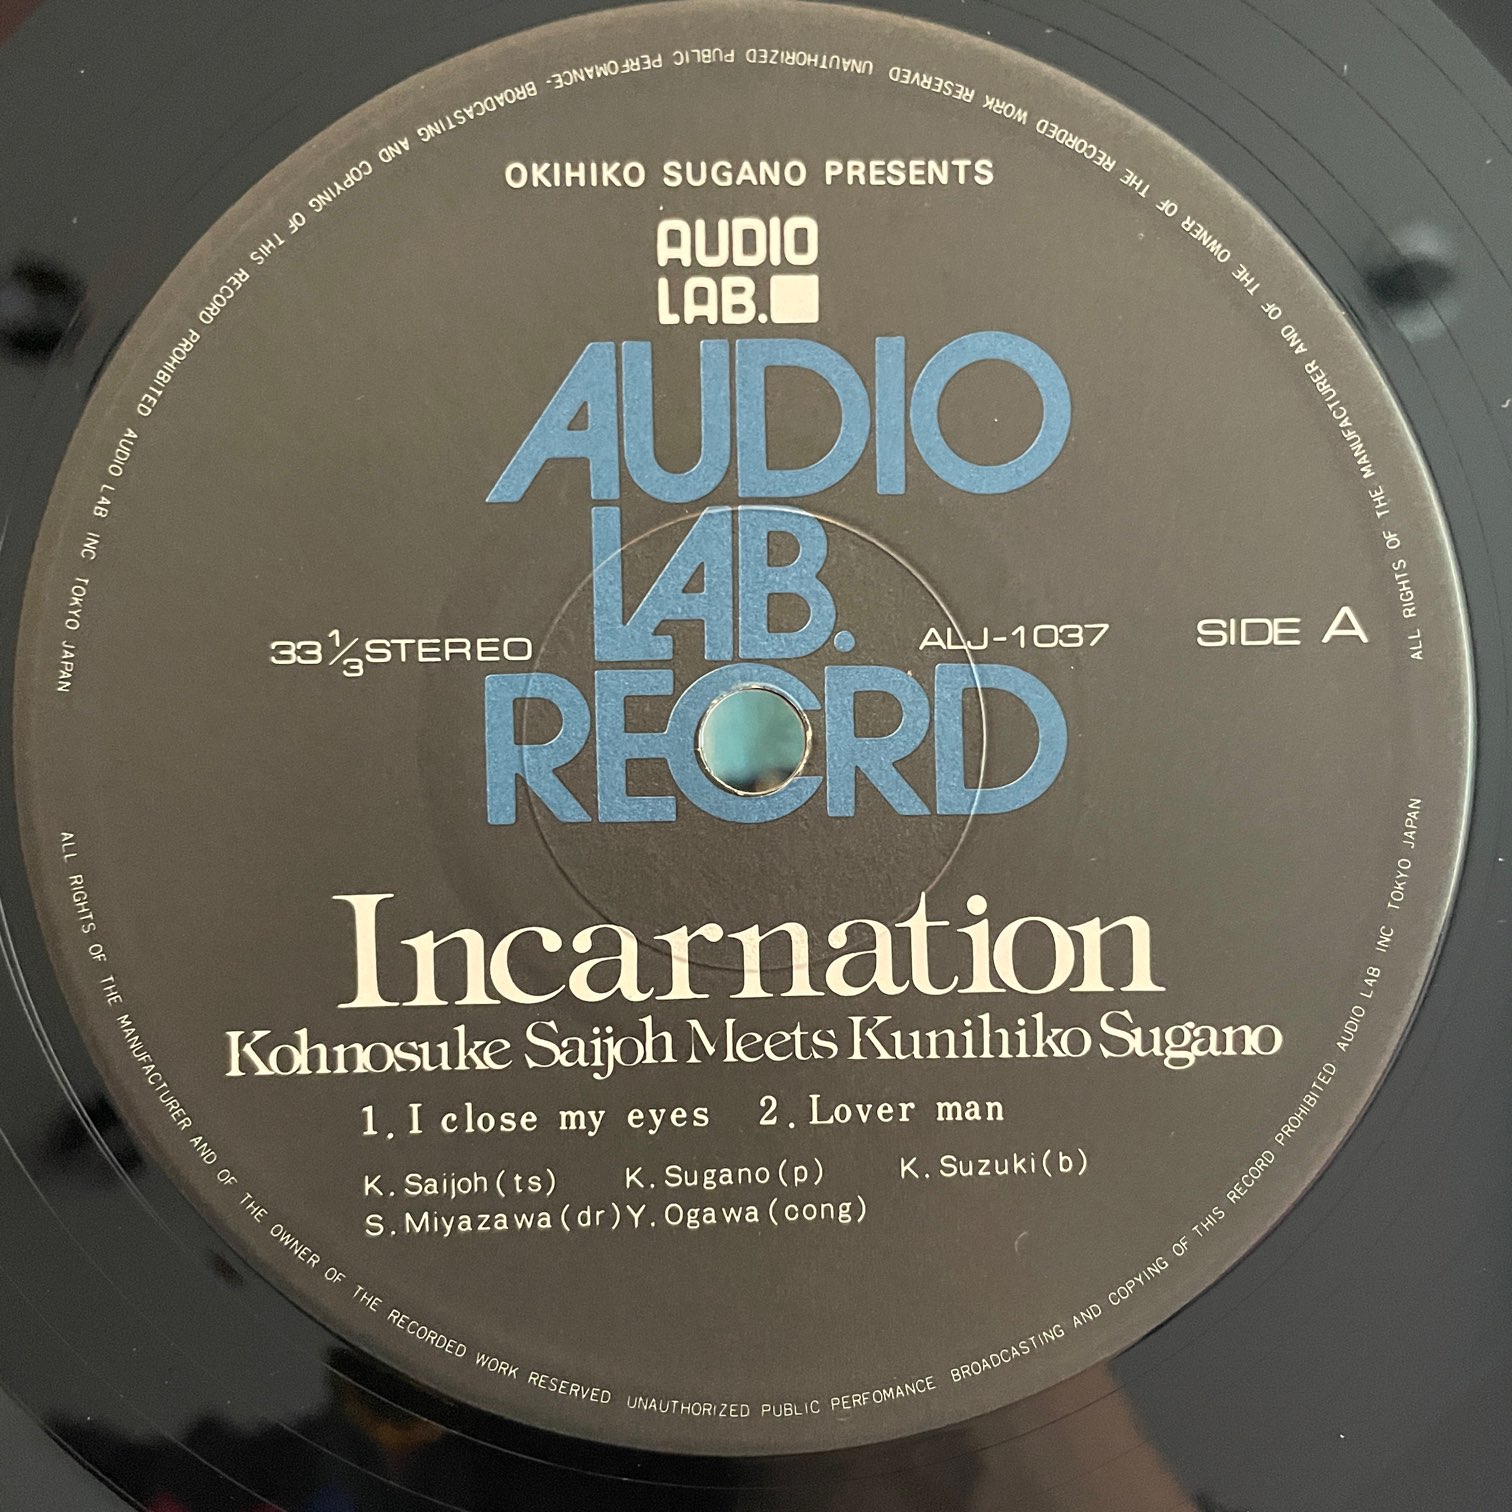 OKIHIKO SUGANO PRESENTS
AUDIO
LAB.
AUDIO
LAB.
RECORD
33 1/3 STEREO
ALJ-1037
SIDE A
Incarnation
Kohnosuke Saijoh Meets Kunihiko Sugano
1. I close my eyes 2. Lover man
K. Saijoh (ts) K. Sugano (p) K. Suzuki (b)
S. Miyazawa (dr) Y. Ogawa (cong)
ALL RIGHTS OF THE MANUFACTURER AND OF THE OWNER OF THE RECORDED WORK RESERVED UNAUTHORIZED PUBLIC PERFOMANCE BROADCASTING AND COPYING OF THIS RECORD PROHIBITED AUDIO LAB INC TOKYO JAPAN
ALL RIGHTS OF THE MANUFACTURER AND OF THE OWNER OF THE RECORDED WORK RESERVED UNAUTHORIZED PUBLIC PERFOMANCE- BROADCASTING AND COPYING OF THIS RECORD PROHIBITED AUDIO LAB INC TOKYO JAPAN